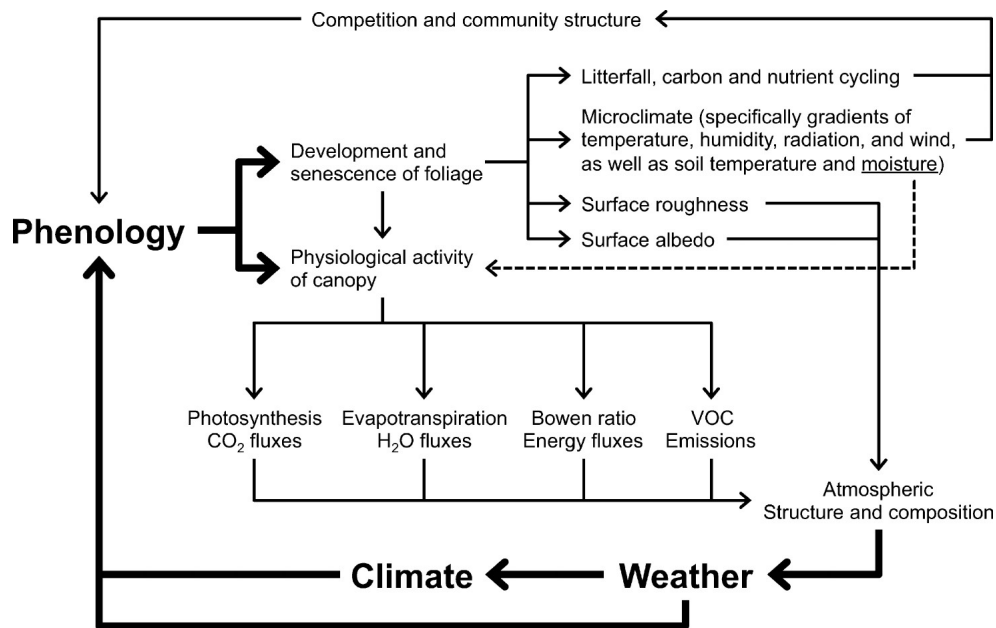 Competition and community structure
Litterfall, carbon and nutrient cycling
Microclimate (specifically gradients of
temperature, humidity, radiation, and wind,
as well as soil temperature and moisture)
Development and
senescence of foliage
Surface roughness
Phenology
Surface albedo
Physiological activity
of canopy
Photosynthesis
CO₂ fluxes
Evapotranspiration
H₂O fluxes
Bowen ratio
Energy fluxes
VOC
Emissions
Atmospheric
Structure and composition
Climate
Weather